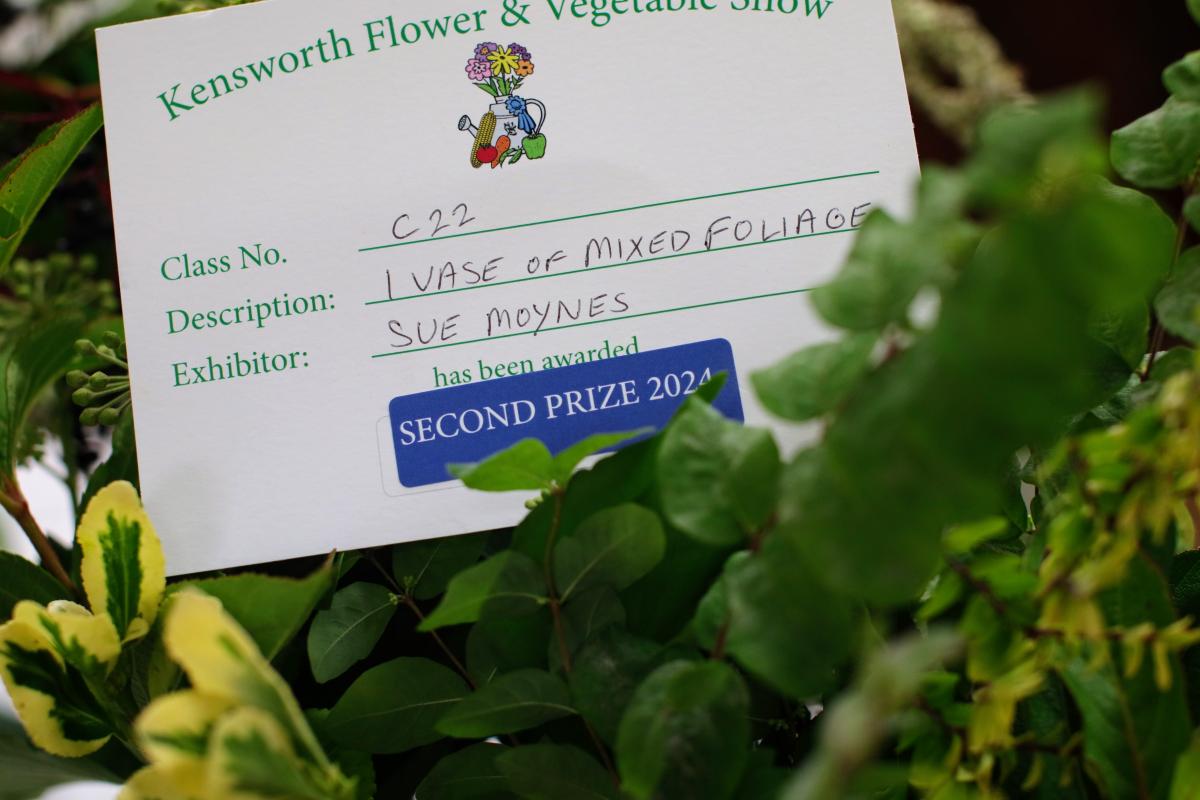 Kensworth Flower & Vegetable Show
Class No. C 22
Description: 1 VASE OF MIXED FOLIAGE
Exhibitor: SUE MOYNES
has been awarded
SECOND PRIZE 2024